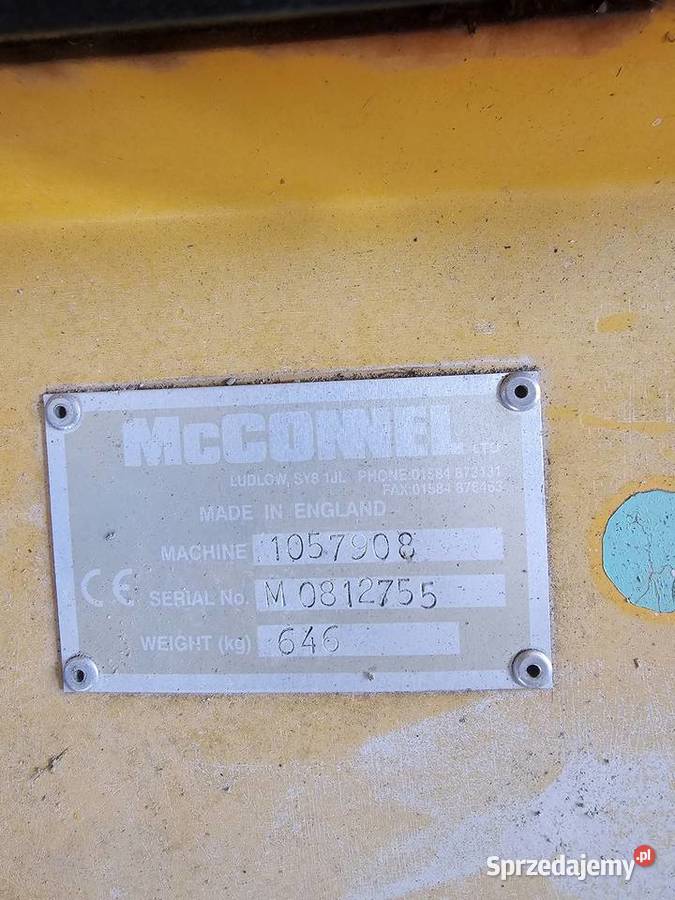 McCONNEL LTD
LUDLOW, SY8 1JL PHONE:01584 873131
FAX:01584 876463
MADE IN ENGLAND
MACHINE 1057908
CE SERIAL No. M 0812755
WEIGHT (kg) 646
Sprzedajemy.pl